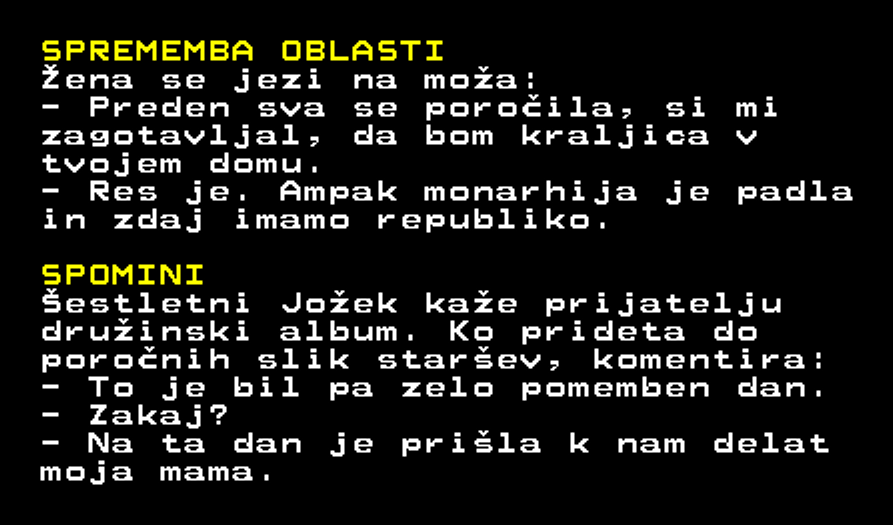 SPREMEMBA OBLASTI
Žena se jezi na moža:
- Preden sva se poročila, si mi
zagotavljal, da bom kraljica v
tvojem domu.
- Res je. Ampak monarhija je padla
in zdaj imamo republiko.
SPOMINI
Šestletni Jožek kaže prijatelju
družinski album. Ko prideta do
poročnih slik staršev, komentira:
- To je bil pa zelo pomemben dan.
- Zakaj?
- Na ta dan je prišla k nam delat
moja mama.